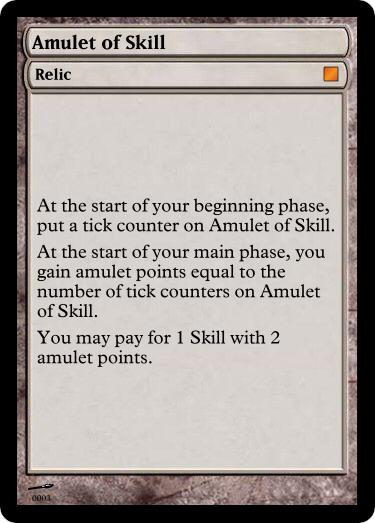 Amulet of Skill
Relic
At the start of your beginning phase,
put a tick counter on Amulet of Skill.
At the start of your main phase, you
gain amulet points equal to the
number of tick counters on Amulet
of Skill.
You may pay for 1 Skill with 2
amulet points.
0003